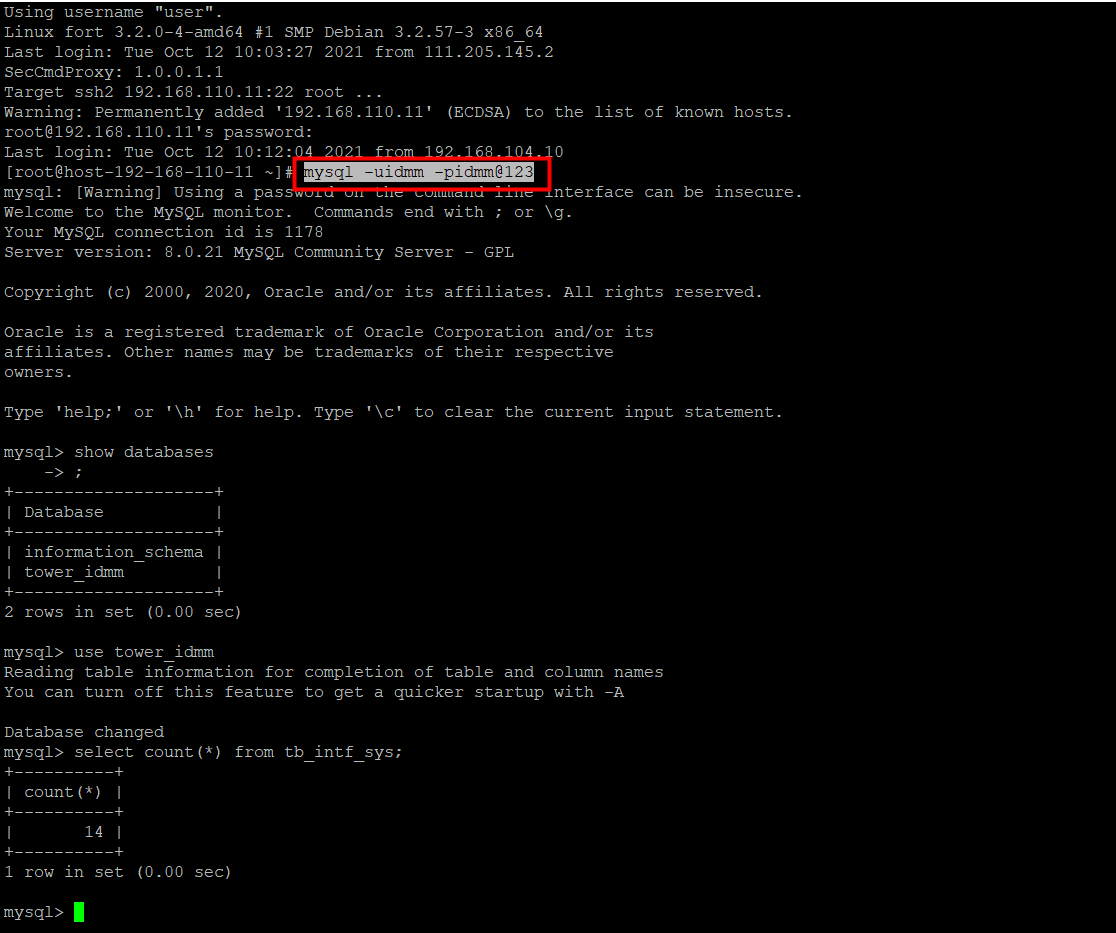 Using username "user".
Linux fort 3.2.0-4-amd64 #1 SMP Debian 3.2.57-3 x86_64
Last login: Tue Oct 12 10:03:27 2021 from 111.205.145.2
SecCmdProxy: 1.0.0.1.1
Target ssh2 192.168.110.11:22 root ...
Warning: Permanently added '192.168.110.11' (ECDSA) to the list of known hosts.
root@192.168.110.11's password:
Last login: Tue Oct 12 10:12:04 2021 from 192.168.104.10
[root@host-192-168-110-11 ~]# mysql -uidmm -pidmm@123
mysql: [Warning] Using a password on the command line interface can be insecure.
Welcome to the MySQL monitor.  Commands end with ; or \g.
Your MySQL connection id is 1178
Server version: 8.0.21 MySQL Community Server - GPL

Copyright (c) 2000, 2020, Oracle and/or its affiliates. All rights reserved.

Oracle is a registered trademark of Oracle Corporation and/or its
affiliates. Other names may be trademarks of their respective
owners.

Type 'help;' or '\h' for help. Type '\c' to clear the current input statement.

mysql> show databases
    -> ;
+--------------------+
| Database           |
+--------------------+
| information_schema |
| tower_idmm         |
+--------------------+
2 rows in set (0.00 sec)

mysql> use tower_idmm
Reading table information for completion of table and column names
You can turn off this feature to get a quicker startup with -A

Database changed
mysql> select count(*) from tb_intf_sys;
+----------+
| count(*) |
+----------+
|       14 |
+----------+
1 row in set (0.00 sec)

mysql>